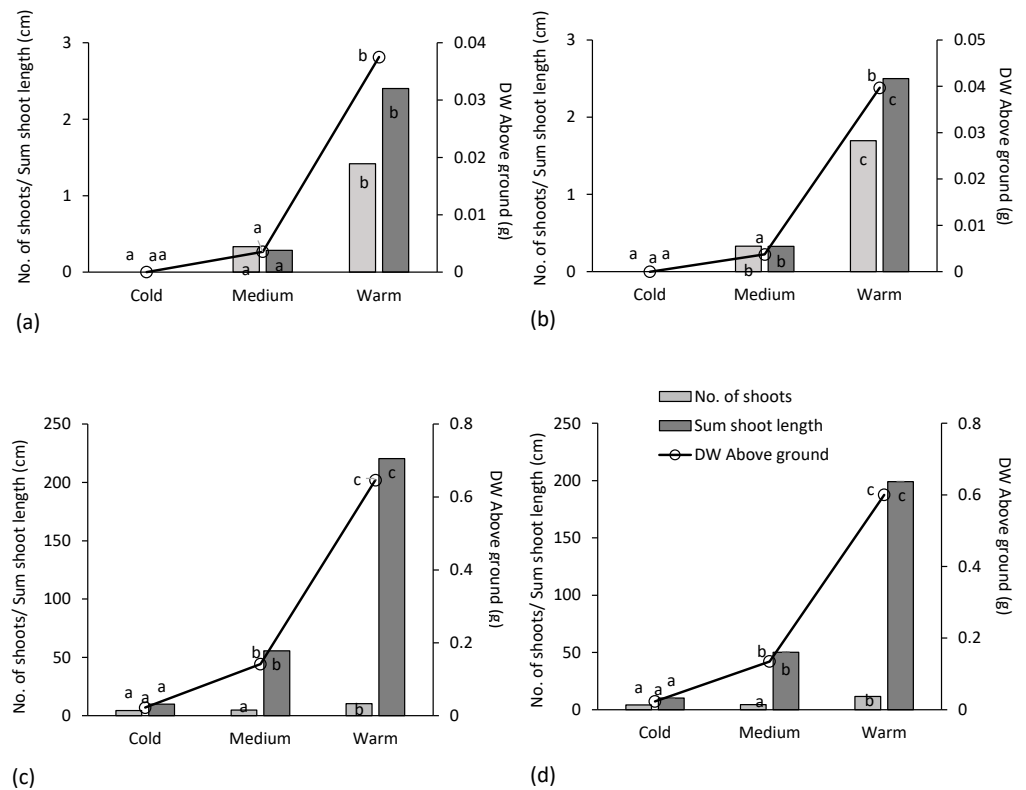 (a)
No. of shoots/ Sum shoot length (cm)
3
2
1
0
a aa
a
a
a
b
b
b
Cold Medium Warm
0.04
0.03
0.02
0.01
0
DW Above ground (g)
(b)
No. of shoots/ Sum shoot length (cm)
3
2
1
0
a a a
a
b
b
b
c
c
Cold Medium Warm
0.05
0.04
0.03
0.02
0.01
0
DW Above ground (g)
(c)
No. of shoots/ Sum shoot length (cm)
250
200
150
100
50
0
a a a
b
b
a
c c
b
Cold Medium Warm
0.8
0.6
0.4
0.2
0
DW Above ground (g)
(d)
No. of shoots
Sum shoot length
DW Above ground
No. of shoots/ Sum shoot length (cm)
250
200
150
100
50
0
a a a
b
b
a
c c
b
Cold Medium Warm
0.8
0.6
0.4
0.2
0
DW Above ground (g)